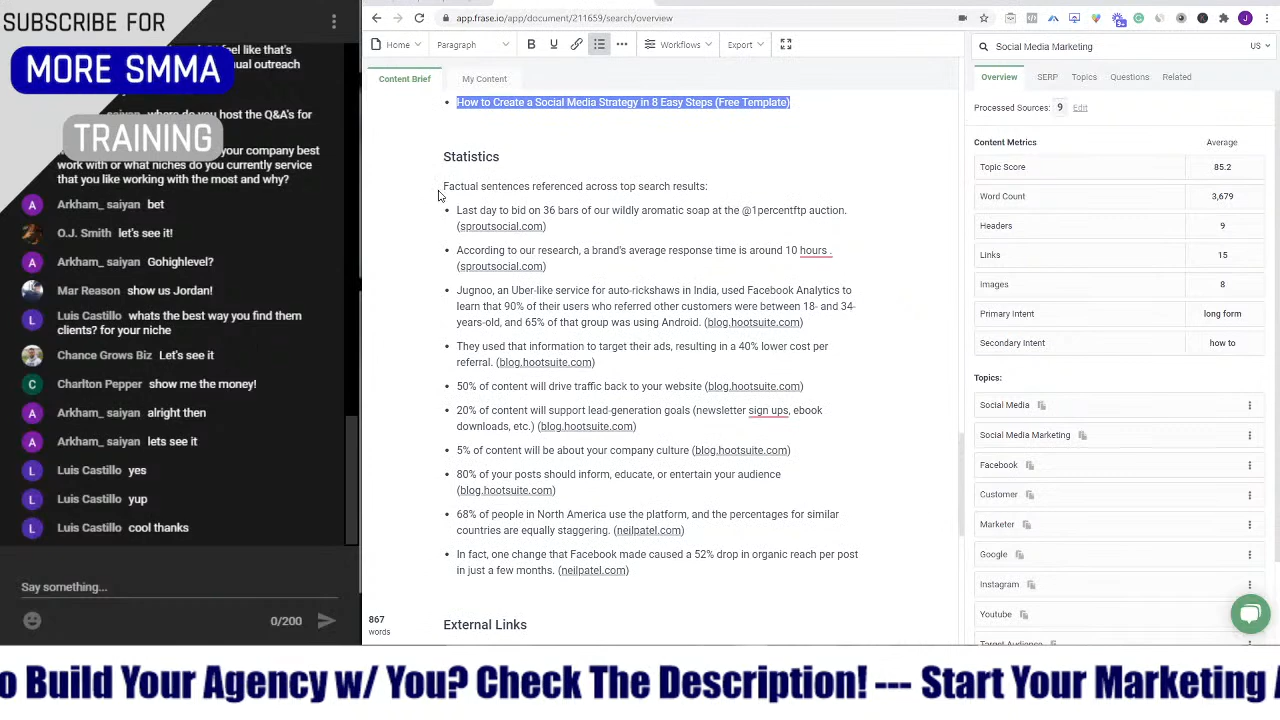 SUBSCRIBE FOR
MORE SMMA
TRAINING
feel like that's
nual outreach
where do you host the Q&A's for
your company best
work with or what niches do you currently service
that you like working with the most and why?
A Arkham_ saiyan bet
O.J. Smith let's see it!
A Arkham_ saiyan Gohighlevel?
Mar Reason show us Jordan!
L Luis Castillo whats the best way you find them
clients? for your niche
Chance Grows Biz Let's see it
C Charlton Pepper show me the money!
A Arkham_ saiyan alright then
A Arkham_ saiyan lets see it
L Luis Castillo yes
L Luis Castillo yup
L Luis Castillo cool thanks
Say something...
0/200
app.frase.io/app/document/211659/search/overview
Home Paragraph B U Workflows Export
Content Brief My Content
• How to Create a Social Media Strategy in 8 Easy Steps (Free Template)
Statistics
Factual sentences referenced across top search results:
• Last day to bid on 36 bars of our wildly aromatic soap at the @1percentftp auction.
(sproutsocial.com)
• According to our research, a brand's average response time is around 10 hours .
(sproutsocial.com)
• Jugnoo, an Uber-like service for auto-rickshaws in India, used Facebook Analytics to
learn that 90% of their users who referred other customers were between 18- and 34-
years-old, and 65% of that group was using Android. (blog.hootsuite.com)
• They used that information to target their ads, resulting in a 40% lower cost per
referral. (blog.hootsuite.com)
• 50% of content will drive traffic back to your website (blog.hootsuite.com)
• 20% of content will support lead-generation goals (newsletter sign ups, ebook
downloads, etc.) (blog.hootsuite.com)
• 5% of content will be about your company culture (blog.hootsuite.com)
• 80% of your posts should inform, educate, or entertain your audience
(blog.hootsuite.com)
• 68% of people in North America use the platform, and the percentages for similar
countries are equally staggering. (neilpatel.com)
• In fact, one change that Facebook made caused a 52% drop in organic reach per post
in just a few months. (neilpatel.com)
867
words
External Links
Social Media Marketing US
Overview SERP Topics Questions Related
Processed Sources: 9 Edit
Content Metrics Average
Topic Score 85.2
Word Count 3,679
Headers 9
Links 15
Images 8
Primary Intent long form
Secondary Intent how to
Topics:
Social Media
Social Media Marketing
Facebook
Customer
Marketer
Google
Instagram
Youtube
Target Audience
o Build Your Agency w/ You? Check The Description! --- Start Your Marketing